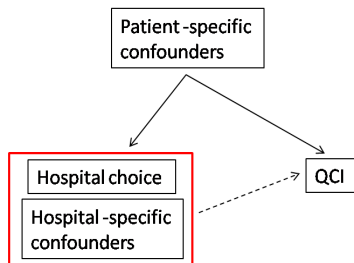 Patient -specific
confounders
Hospital choice
QCI
Hospital -specific
confounders